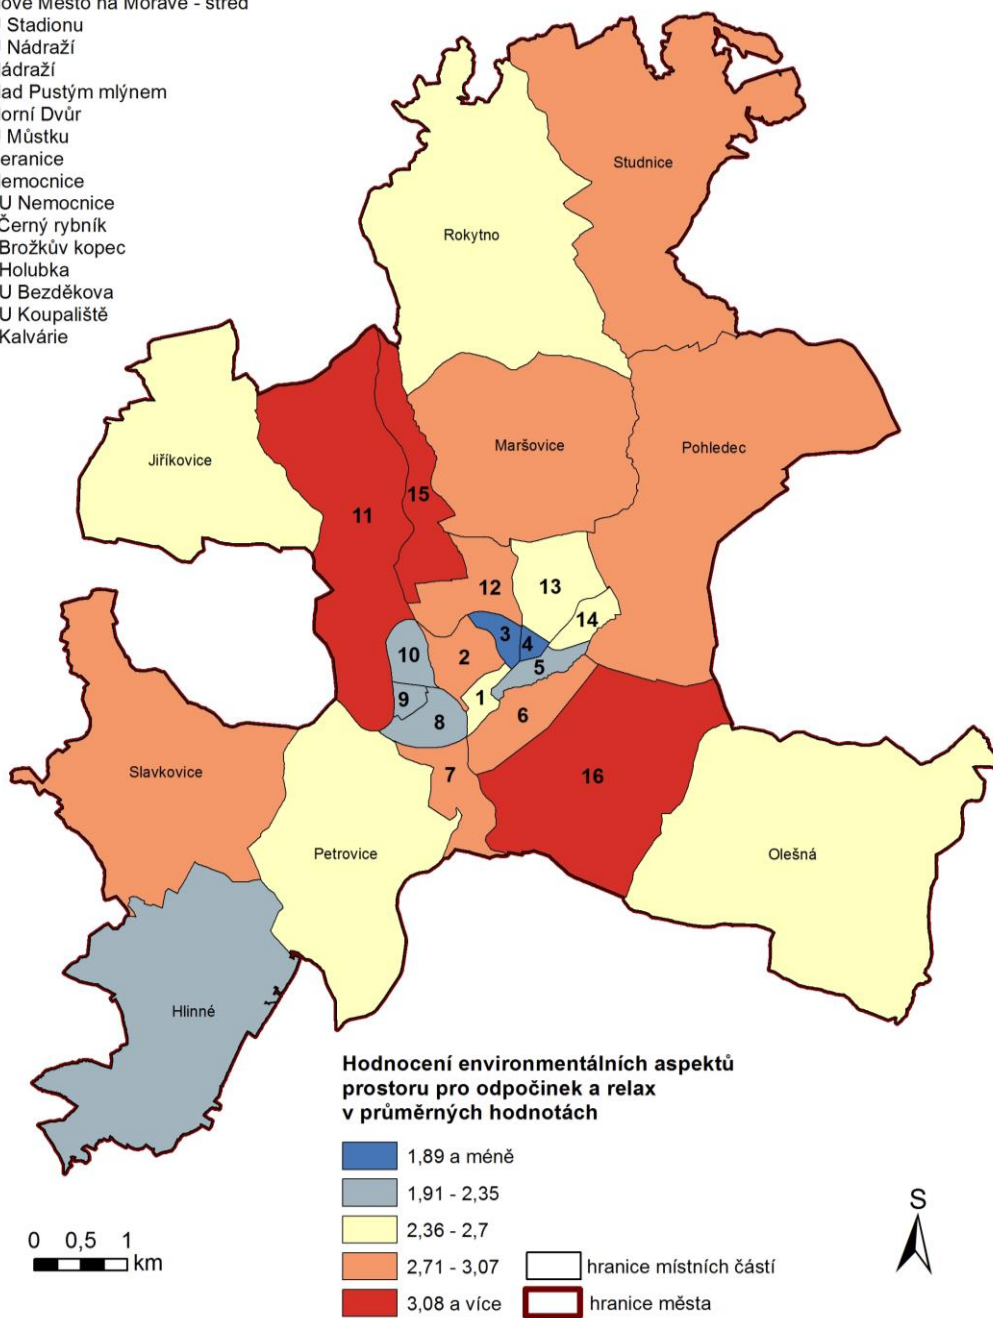 Město na Moravě - střed
Stadionu
Nádraží
ádraží
ad Pustým mlýnem
orní Dvůr
Můstku
eranice
emocnice
U Nemocnice
Černý rybník
Brožkův kopec
Holubka
U Bezděkova
U Koupaliště
Kalvárie
Studnice
Rokytno
Maršovice
Pohledec
Jiříkovice
15
11
12
13
14
3
4
10
2
5
9
1
8
6
7
16
Slavkovice
Petrovice
Olešná
Hlinné
Hodnocení environmentálních aspektů
prostoru pro odpočinek a relax
v průměrných hodnotách
1,89 a méně
1,91 - 2,35
2,36 - 2,7
2,71 - 3,07
3,08 a více
hranice místních částí
hranice města
0 0,5 1
km
S